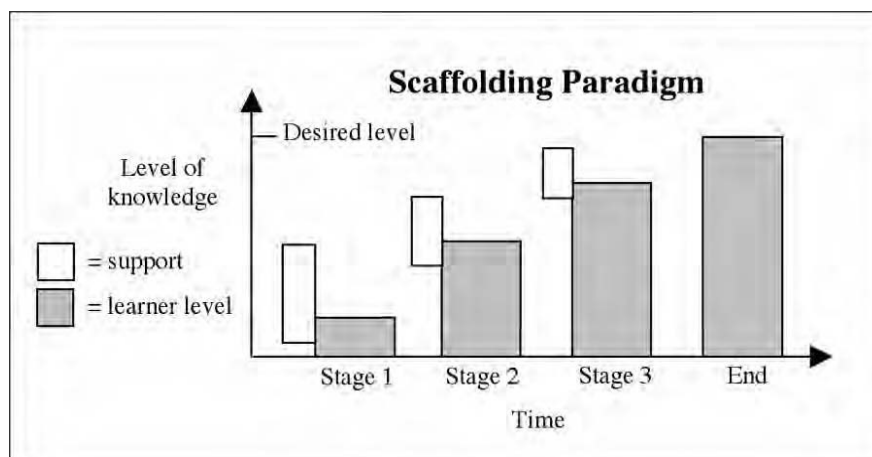 Scaffolding Paradigm
Desired level
Level of
knowledge
= support
= learner level
Stage 1
Stage 2
Stage 3
End
Time